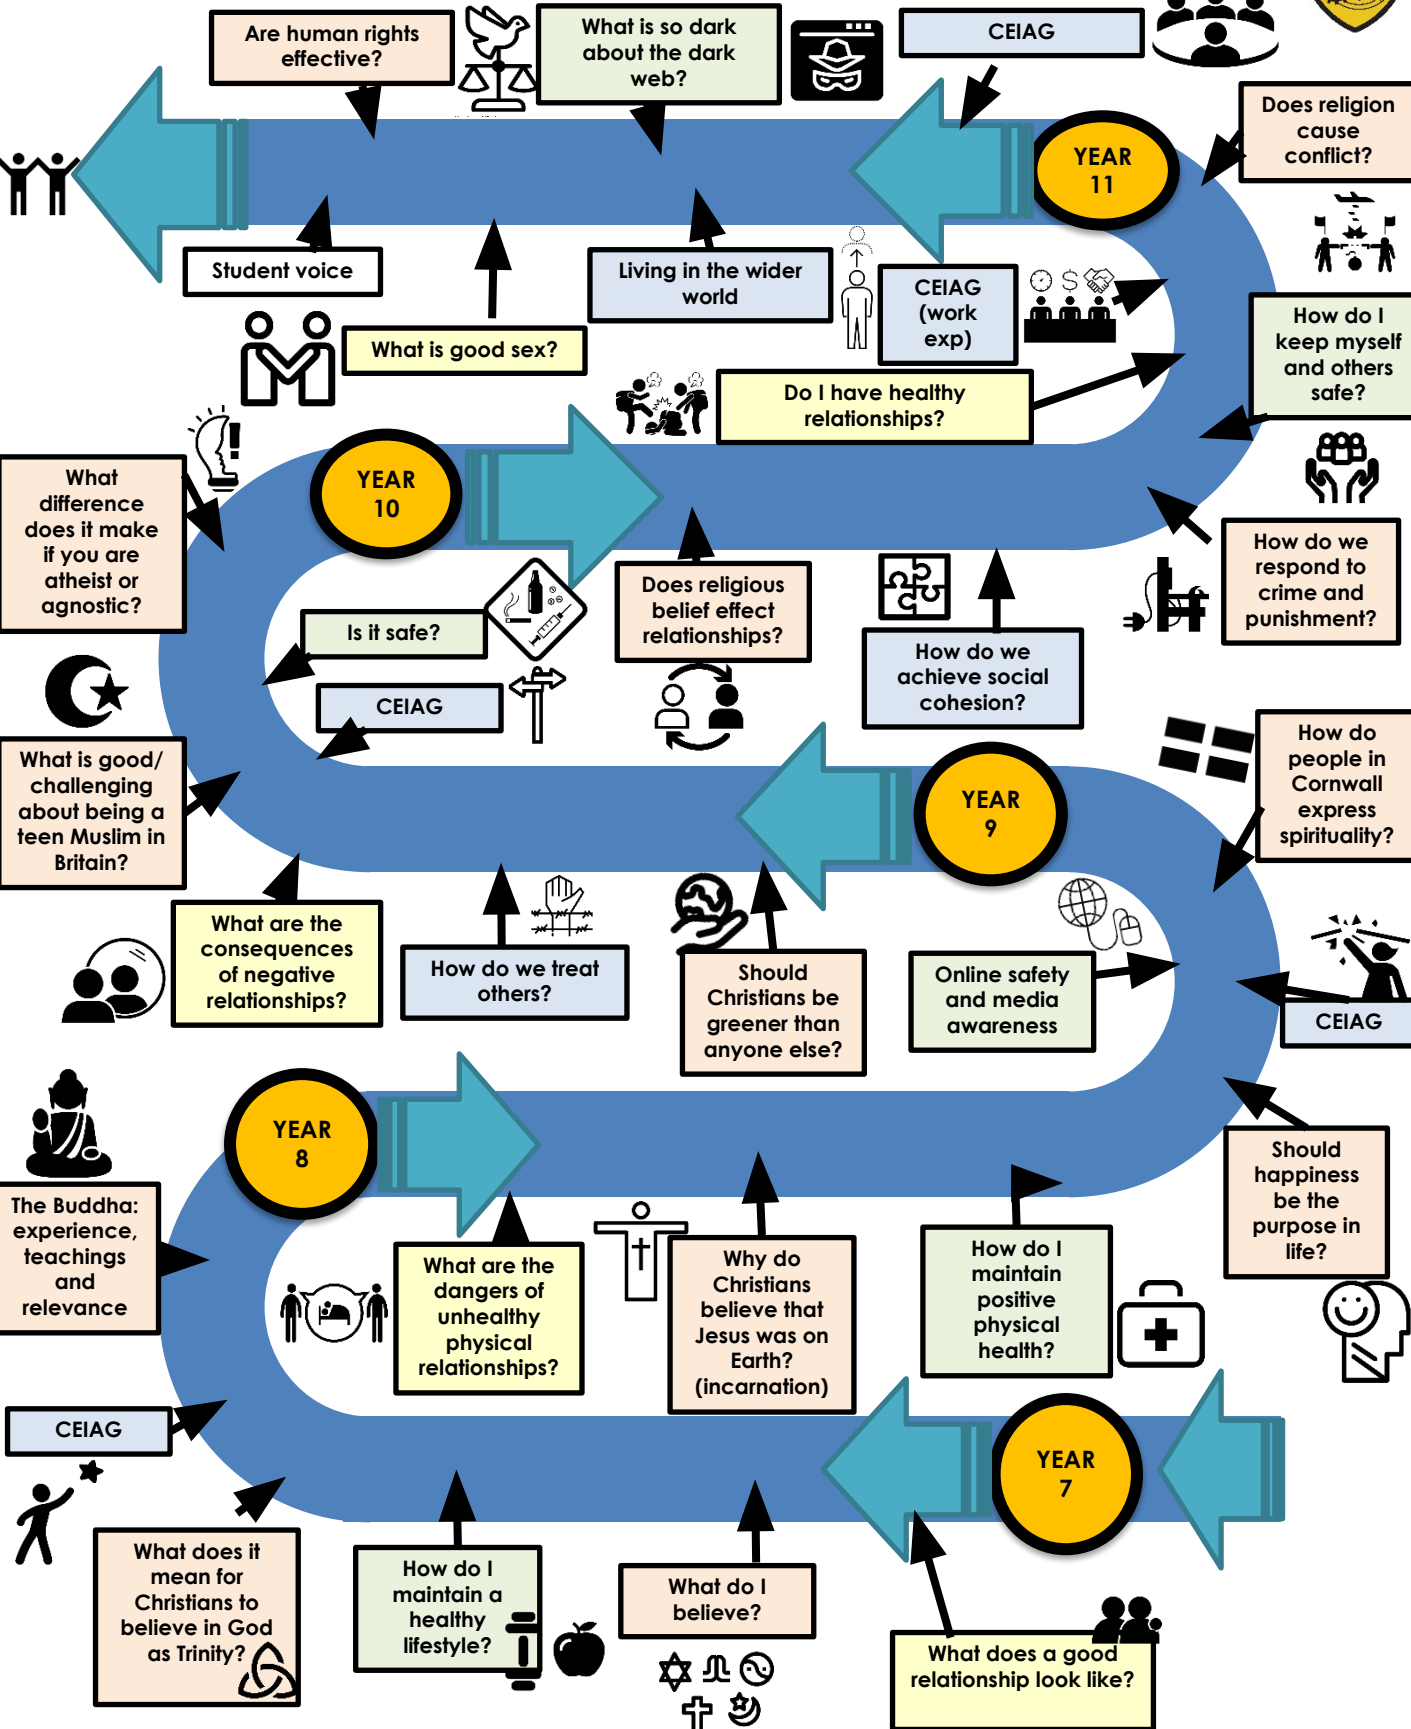 Are human rights
effective?
What is so dark
about the dark
web?
CEIAG
Does religion
cause
conflict?
YEAR
11
Student voice
Living in the wider
world
CEIAG
(work
exp)
What is good sex?
How do I
keep myself
and others
safe?
Do I have healthy
relationships?
What
difference
does it make
if you are
atheist or
agnostic?
YEAR
10
How do we
respond to
crime and
punishment?
Does religious
belief effect
relationships?
Is it safe?
How do we
achieve social
cohesion?
CEIAG
What is good/
challenging
about being a
teen Muslim in
Britain?
YEAR
9
How do
people in
Cornwall
express
spirituality?
What are the
consequences
of negative
relationships?
How do we treat
others?
Should
Christians be
greener than
anyone else?
Online safety
and media
awareness
CEIAG
YEAR
8
Should
happiness
be the
purpose in
life?
The Buddha:
experience,
teachings
and
relevance
What are the
dangers of
unhealthy
physical
relationships?
Why do
Christians
believe that
Jesus was on
Earth?
(incarnation)
How do I
maintain
positive
physical
health?
CEIAG
YEAR
7
What does it
mean for
Christians to
believe in God
as Trinity?
How do I
maintain a
healthy
lifestyle?
What do I
believe?
What does a good
relationship look like?